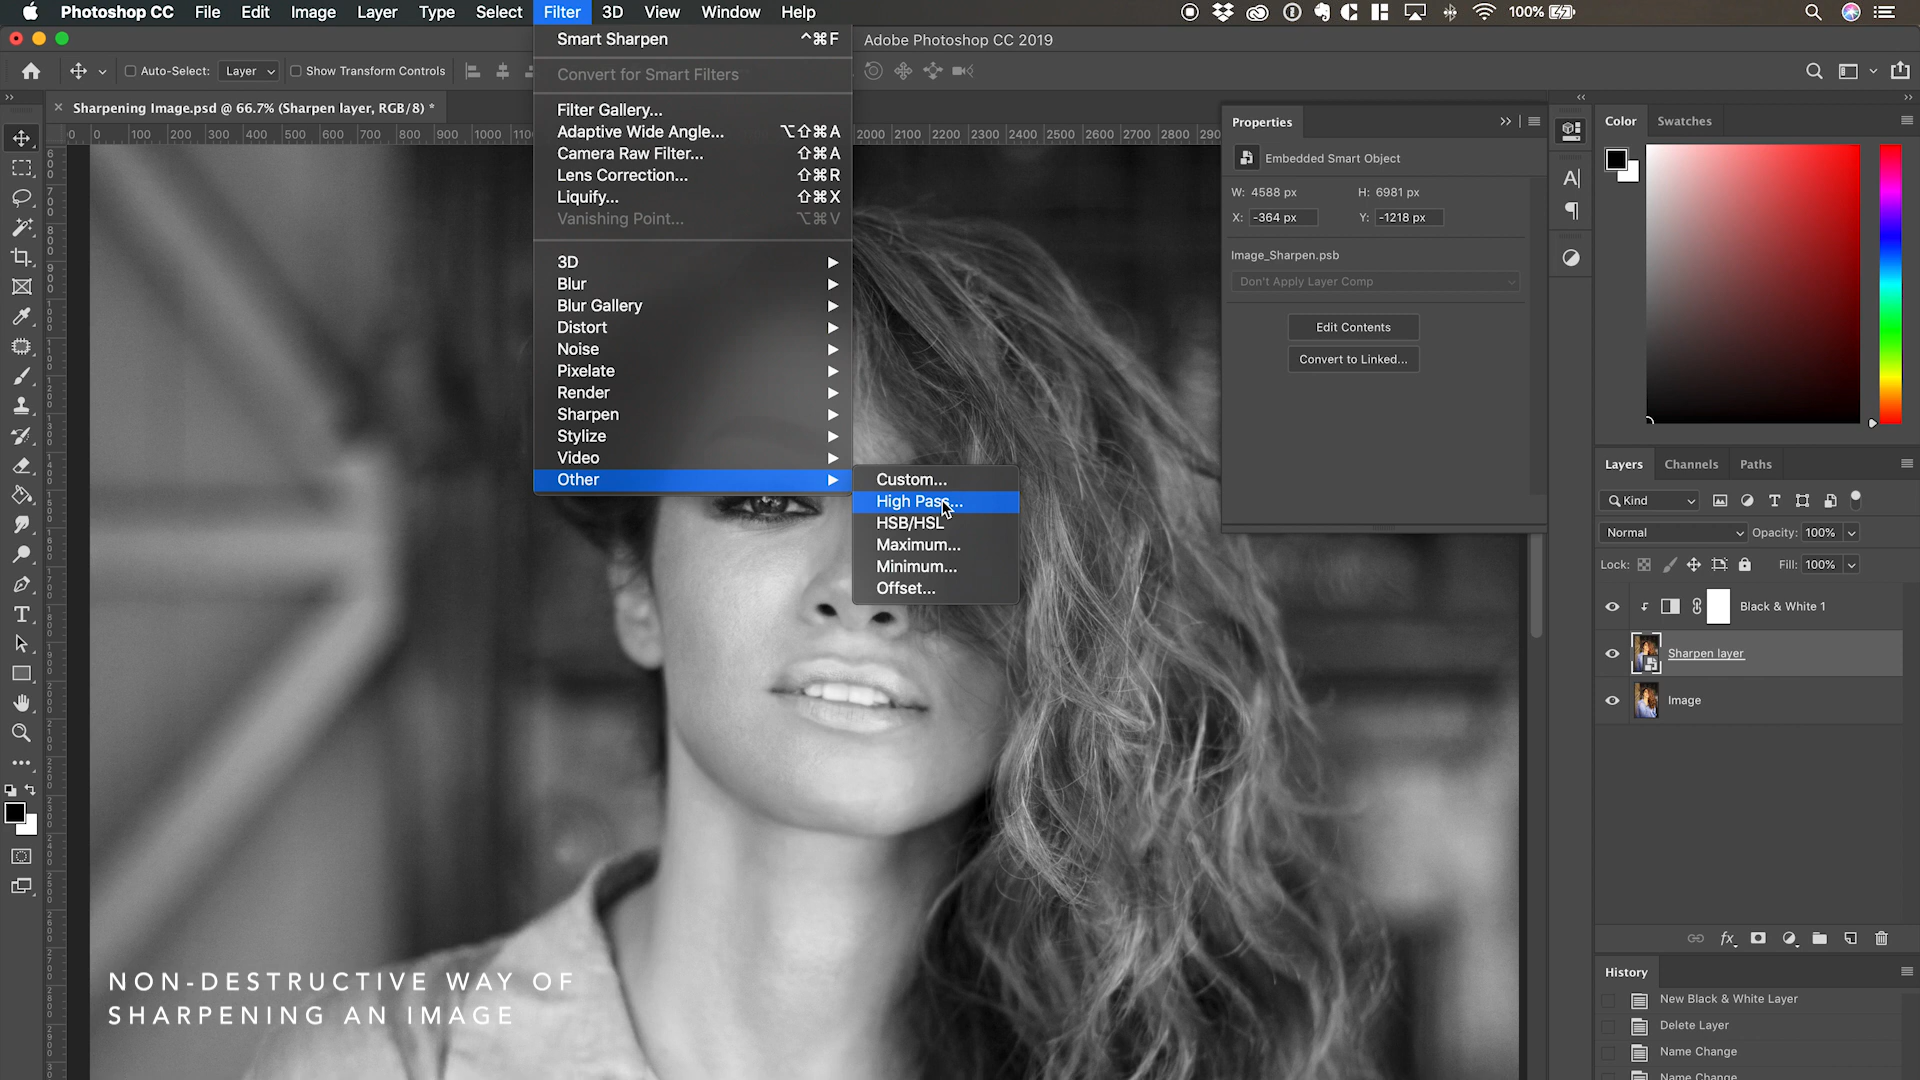 Photoshop CC File Edit Image Layer Type Select Filter 3D View Window Help 100%
Adobe Photoshop CC 2019
Auto-Select: Layer Show Transform Controls
Sharpening Image.psd @ 66.7% (Sharpen layer, RGB/8) *
0 100 200 300 400 500 600 700 800 900 1000 2000 2100 2200 2300 2400 2500 2600 2700 2800
Smart Sharpen ^⌘F
Convert for Smart Filters
Filter Gallery...
Adaptive Wide Angle... ⌥⇧⌘A
Camera Raw Filter... ⇧⌘A
Lens Correction... ⇧⌘R
Liquify... ⇧⌘X
Vanishing Point... ⌥⌘V
3D
Blur
Blur Gallery
Distort
Noise
Pixelate
Render
Sharpen
Stylize
Video
Other
Custom...
High Pass...
HSB/HSL
Maximum...
Minimum...
Offset...
Properties
Embedded Smart Object
W: 4588 px H: 6981 px
X: -364 px Y: -1218 px
Image_Sharpen.psb
Don't Apply Layer Comp
Edit Contents
Convert to Linked...
Color Swatches
Layers Channels Paths
Kind
Normal Opacity: 100%
Lock: Fill: 100%
Black & White 1
Sharpen layer
Image
fx
History
New Black & White Layer
Delete Layer
Name Change
Name Change
NON-DESTRUCTIVE WAY OF
SHARPENING AN IMAGE